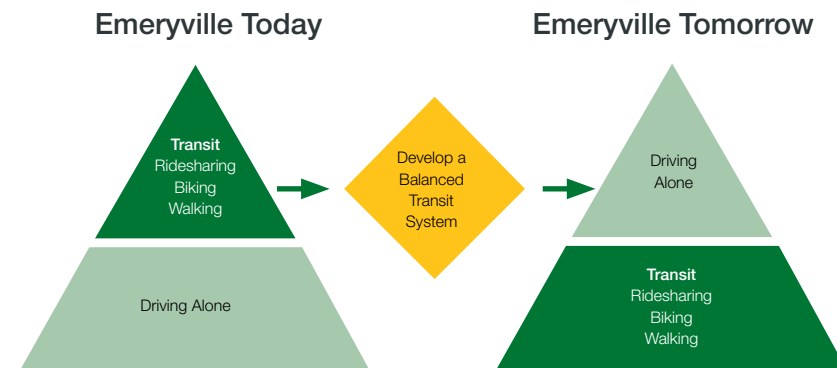 Emeryville Today
Transit
Ridesharing
Biking
Walking
Driving Alone
Develop a
Balanced
Transit
System
Emeryville Tomorrow
Driving
Alone
Transit
Ridesharing
Biking
Walking